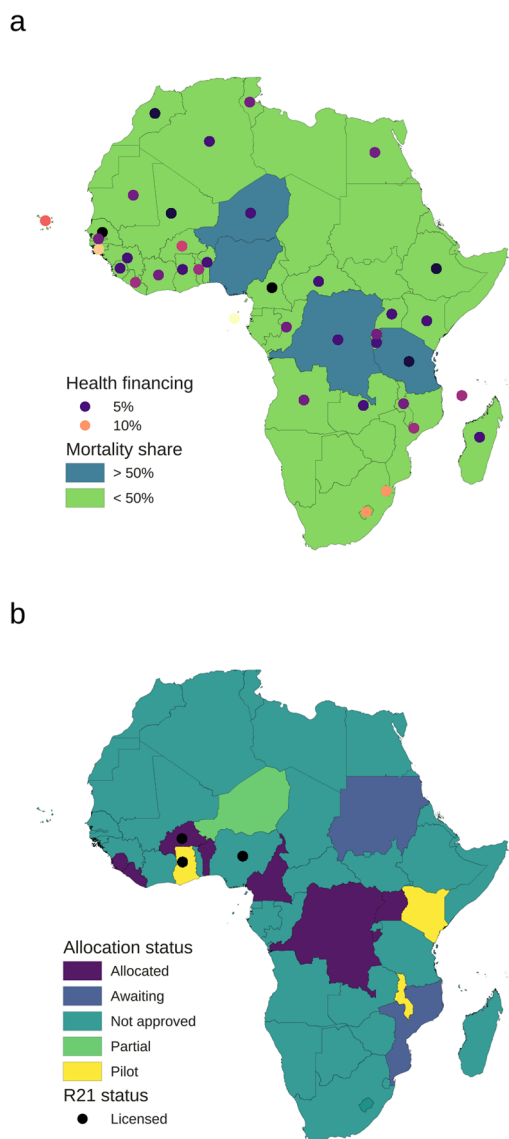 a
Health financing
5%
10%
Mortality share
> 50%
< 50%
b
Allocation status
Allocated
Awaiting
Not approved
Partial
Pilot
R21 status
Licensed